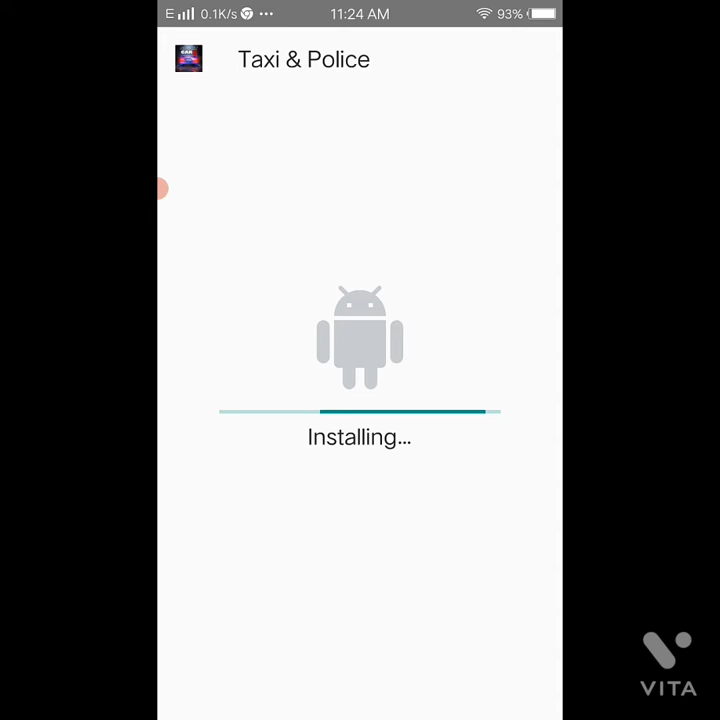 E 0.1K/s ••• 11:24 AM 93%
Taxi & Police
Installing...
VITA